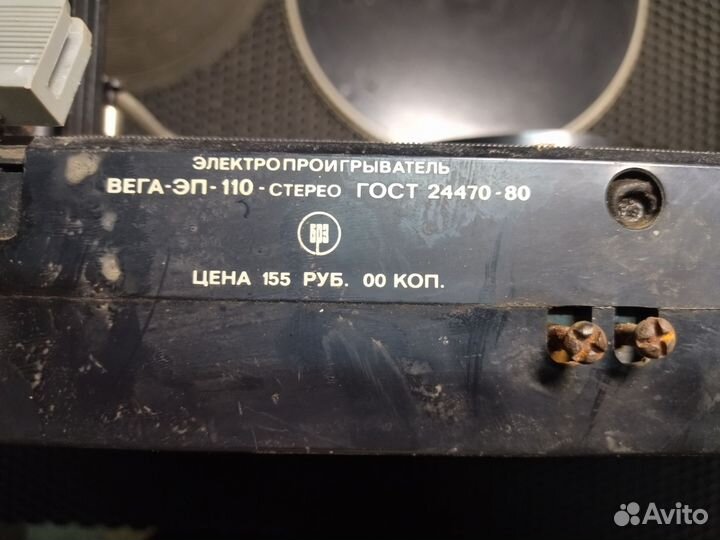 ЭЛЕКТРОПРОИГРЫВАТЕЛЬ
ВЕГА-ЭП-110-СТЕРЕО ГОСТ 24470-80
БРЗ
ЦЕНА 155 РУБ. 00 КОП.
Avito